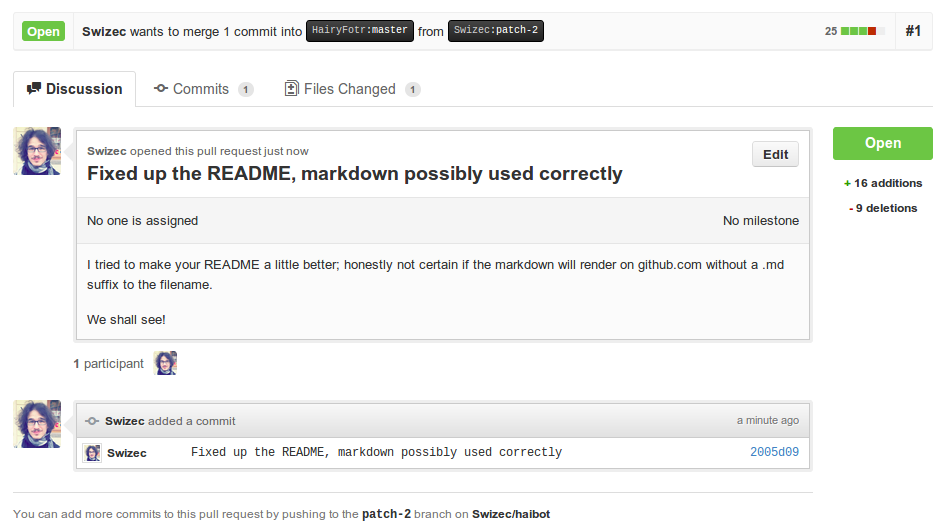 Open Swizec wants to merge 1 commit into HairyFotr:master from Swizec:patch-2 25 #1
Discussion Commits 1 Files Changed 1
Swizec opened this pull request just now
Edit
Fixed up the README, markdown possibly used correctly
Open
+ 16 additions
- 9 deletions
No one is assigned No milestone
I tried to make your README a little better; honestly not certain if the markdown will render on github.com without a .md
suffix to the filename.
We shall see!
1 participant
Swizec added a commit a minute ago
Swizec Fixed up the README, markdown possibly used correctly 2005d09
You can add more commits to this pull request by pushing to the patch-2 branch on Swizec/haibot